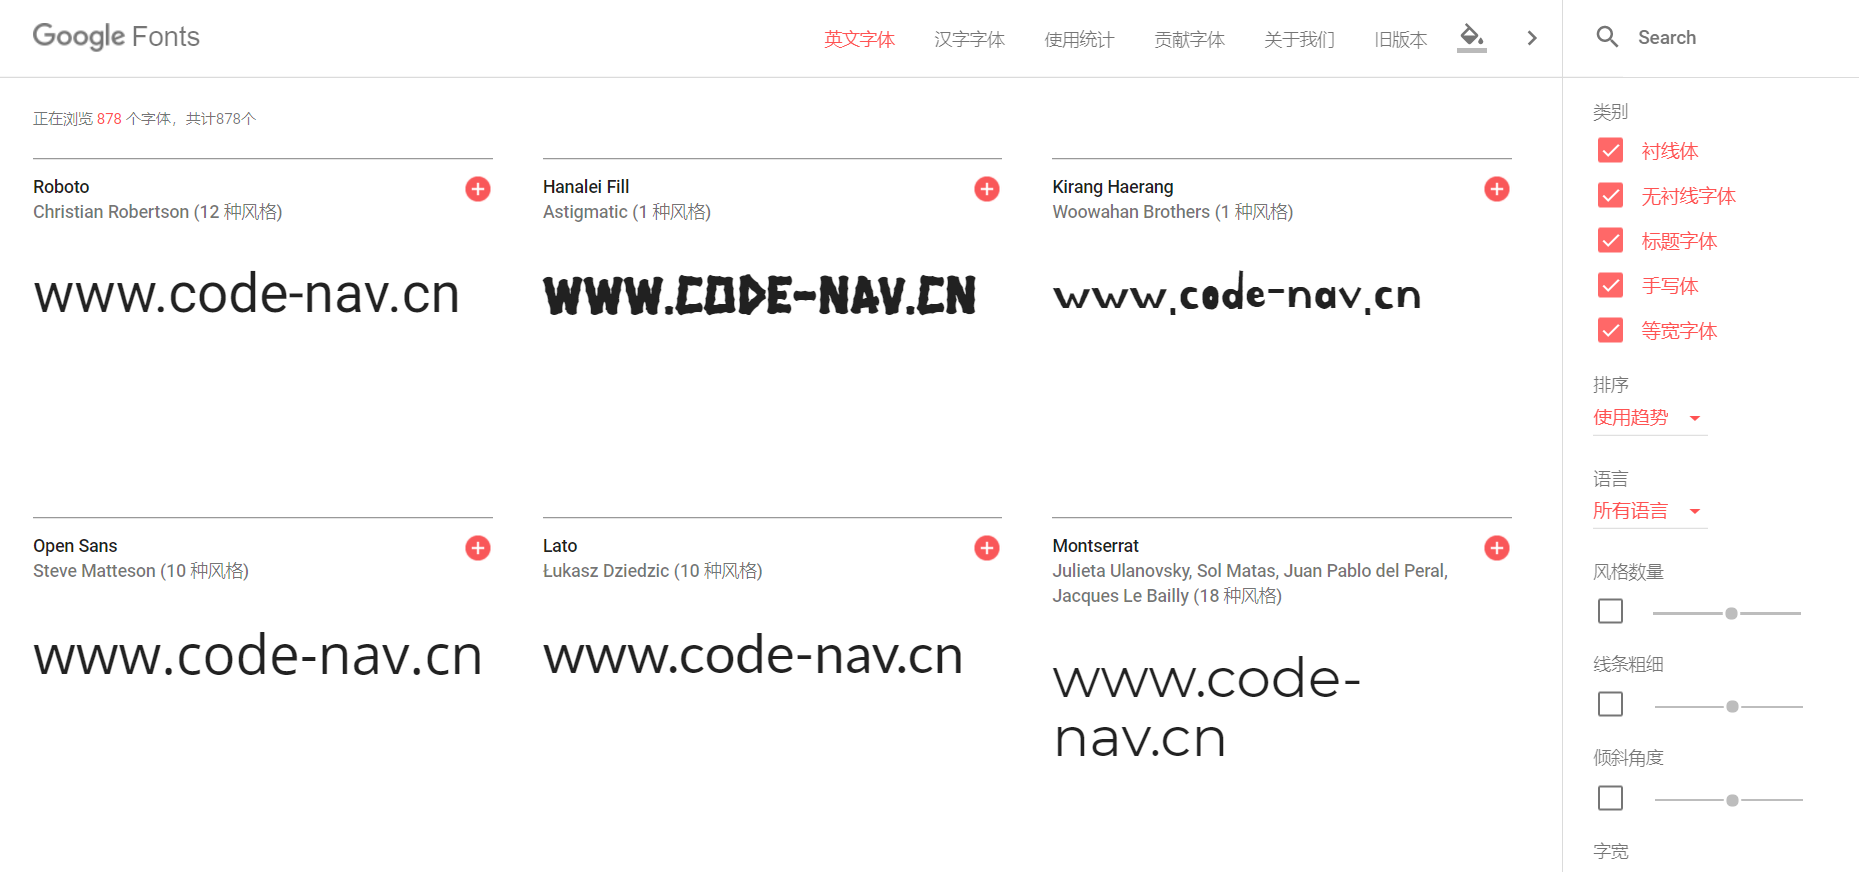 Google Fonts
英文字体
汉字字体
使用统计
贡献字体
关于我们
旧版本
Search
正在浏览 878 个字体，共计878个
Roboto
Christian Robertson (12 种风格)
www.code-nav.cn
Hanalei Fill
Astigmatic (1 种风格)
WWW.CODE-NAV.CN
Kirang Haerang
Woowahan Brothers (1 种风格)
www.code-nav.cn
Open Sans
Steve Matteson (10 种风格)
www.code-nav.cn
Lato
Łukasz Dziedzic (10 种风格)
www.code-nav.cn
Montserrat
Julieta Ulanovsky, Sol Matas, Juan Pablo del Peral,
Jacques Le Bailly (18 种风格)
www.code-
nav.cn
类别
衬线体
无衬线字体
标题字体
手写体
等宽字体
排序
使用趋势
语言
所有语言
风格数量
线条粗细
倾斜角度
字宽